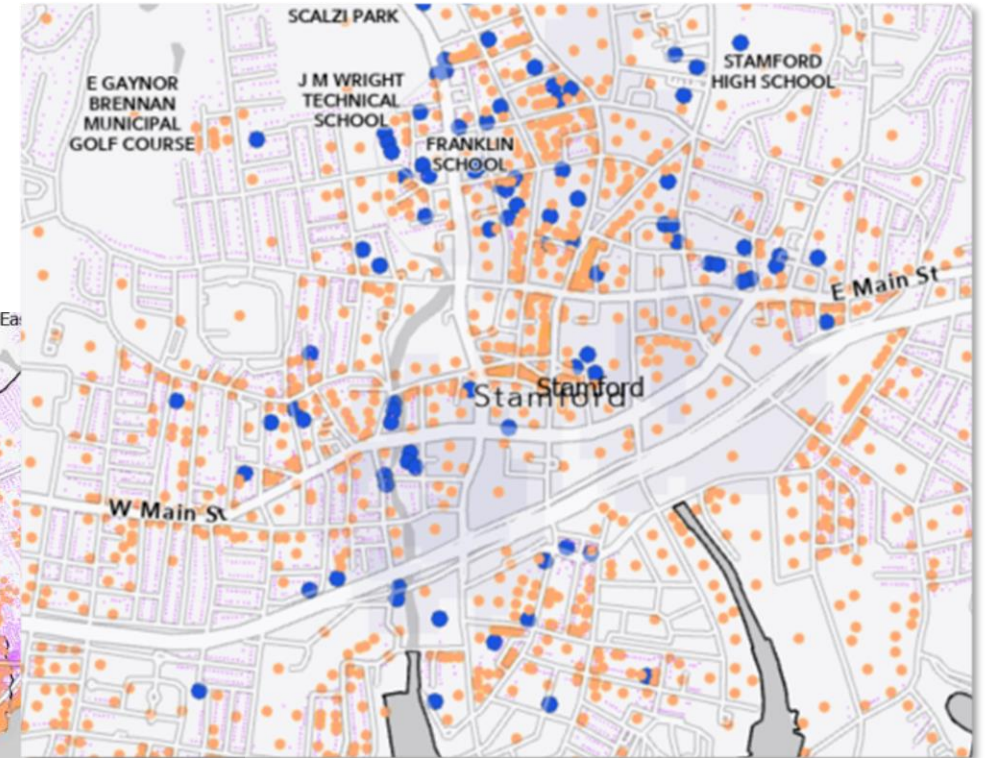 SCALZI PARK
E GAYNOR
BRENNAN
MUNICIPAL
GOLF COURSE
J M WRIGHT
TECHNICAL
SCHOOL
STAMFORD
HIGH SCHOOL
FRANKLIN
SCHOOL
E Main St
Ea
Stamford
Stamford
W Main St